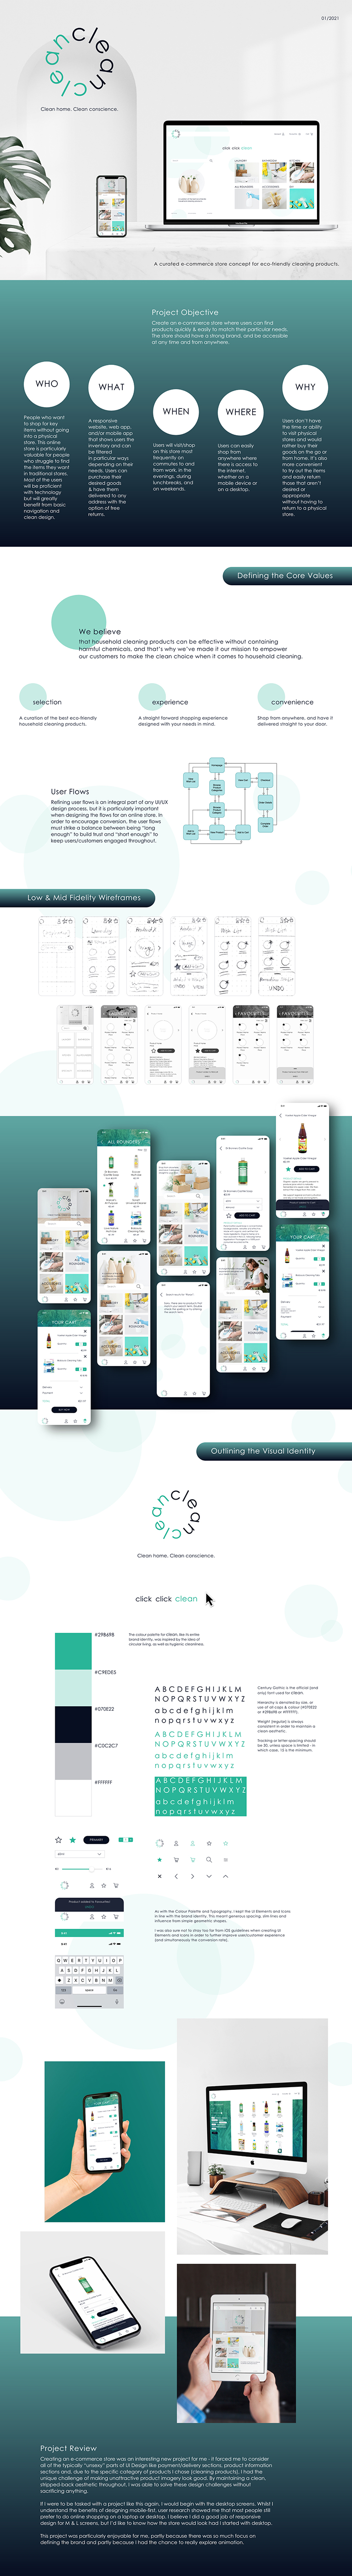 01/2021
clean clean
Clean home. Clean conscience.
click click clean
A curated e-commerce store concept for eco-friendly cleaning products.
Project Objective
Create an e-commerce store where users can find
products quickly & easily to match their particular needs.
The store should have a strong brand, and be accessible
at any time and from anywhere.
WHO
People who want
to shop for key
items without going
into a physical
store. This online
store is particularly
valuable for people
who struggle to find
the items they want
in traditional stores.
Most of the users
will be proficient
with technology
but will greatly
benefit from basic
navigation and
clean design.
WHAT
A responsive
website, web app,
and/or mobile app
that shows users the
inventory and can
be filtered
in particular ways
depending on their
needs. Users can
purchase their
desired goods
& have them
delivered to any
address with the
option of free
returns.
WHEN
Users will visit/shop
on this store most
frequently on
commutes to and
from work, in the
evenings, during
lunchbreaks, and
on weekends.
WHERE
Users can easily
shop from
anywhere where
there is access to
the internet,
whether on a
mobile device or
on a desktop.
WHY
Users don't have
the time or ability
to visit physical
stores and would
rather buy their
goods on the go or
from home. It's also
more convenient
to try out the items
and easily return
those that aren't
desired or
appropriate
without having to
return to a physical
store.
Defining the Core Values
We believe
that household cleaning products can be effective without containing
harmful chemicals, and that's why we've made it our mission to empower
our customers to make the clean choice when it comes to household cleaning.
selection
A curation of the best eco-friendly
household cleaning products.
experience
A straight forward shopping experience
designed with your needs in mind.
convenience
Shop from anywhere, and have it
delivered straight to your door.
User Flows
Refining user flows is an integral part of any UI/UX
design process, but it is particularly important
when designing the flows for an online store. In
order to encourage conversion, the user flows
must strike a balance between being "long
enough" to build trust and "short enough" to
keep users/customers engaged throughout.
Low & Mid Fidelity Wireframes
LAUNDRY
FAVOURITES
FAVOURITES
ALL ROUNDERS
YOUR CART
YOUR CART
Outlining the Visual Identity
clean clean
Clean home. Clean conscience.
click click clean
#29B698
#C9EDE5
#070E22
#C0C2C7
#FFFFFF
The colour palette for clean, like its entire
brand identity, was inspired by the idea of
circular living, as well as hygienic cleanliness.
A B C D E F G H I J K L M
N O P Q R S T U V W X Y Z
a b c d e f g h i j k l m
n o p q r s t u v w x y z
A B C D E F G H I J K L M
N O P Q R S T U V W X Y Z
a b c d e f g h i j k l m
n o p q r s t u v w x y z
A B C D E F G H I J K L M
N O P Q R S T U V W X Y Z
a b c d e f g h i j k l m
n o p q r s t u v w x y z
Century Gothic is the official (and
only) font used for clean.
Hierarchy is denoted by size, or
use of all-caps & colour (#070E22
or #29B698 or #FFFFFF).
Weight (regular) is always
consistent in order to maintain a
clean aesthetic.
Tracking or letter-spacing should
be 50, unless space is limited - in
which case, 10 is the minimum.
PRIMARY
Q W E R T Y U I O P
A S D F G H J K L
Z X C V B N M
space
As with the Colour Palette and Typography, I kept the UI Elements and Icons
in line with the brand identity. This meant generous spacing, slim lines and
influence from simple geometric shapes.
I was also sure not to stray too far from iOS guidelines when creating UI
Elements and Icons in order to further improve user/customer experience
(and simultaneously the conversion rate).
Project Review
Creating an e-commerce store was an interesting new project for me - it forced me to consider
all of the typically "unsexy" parts of UI Design like payment/delivery sections, product information
sections and, due to the specific category of products I chose (cleaning products), I had the
unique challenge of making unattractive product imagery look good. By maintaining a clean,
stripped-back aesthetic throughout, I was able to solve these design challenges without
sacrificing anything.
If I were to be tasked with a project like this again, I would begin with the desktop screens. Whilst I
understand the benefits of designing mobile-first, user research showed me that most people still
prefer to do online shopping on a laptop or desktop. I believe I did a good job of responsive
design for M & L screens, but I'd like to know how the store would look had I started with desktop.
This project was particularly enjoyable for me, partly because there was so much focus on
defining the brand and partly because I had the chance to really explore animation.